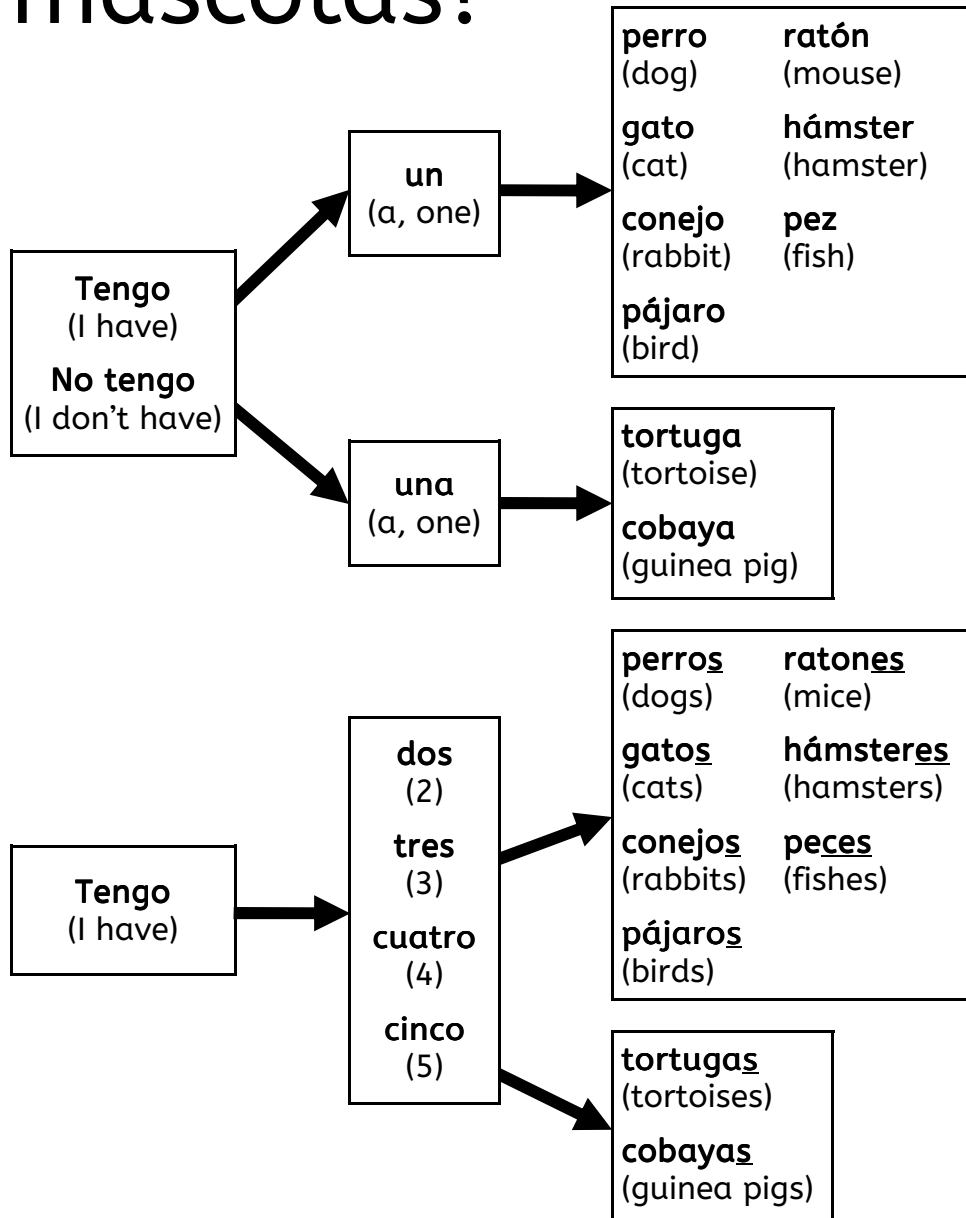 mascotas?
Tengo
(I have)
No tengo
(I don't have)
un
(a, one)
una
(a, one)
perro ratón
(dog) (mouse)
gato hámster
(cat) (hamster)
conejo pez
(rabbit) (fish)
pájaro
(bird)
tortuga
(tortoise)
cobaya
(guinea pig)
Tengo
(I have)
dos
(2)
tres
(3)
cuatro
(4)
cinco
(5)
perros ratones
(dogs) (mice)
gatos hámsteres
(cats) (hamsters)
conejos peces
(rabbits) (fishes)
pájaros
(birds)
tortugas
(tortoises)
cobayas
(guinea pigs)